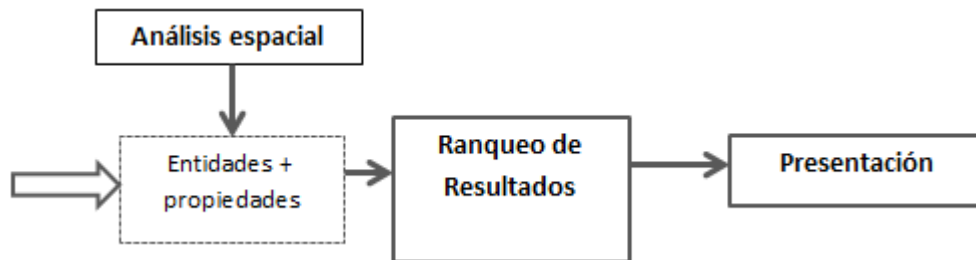 Análisis espacial
Entidades +
propiedades
Ranqueo de
Resultados
Presentación